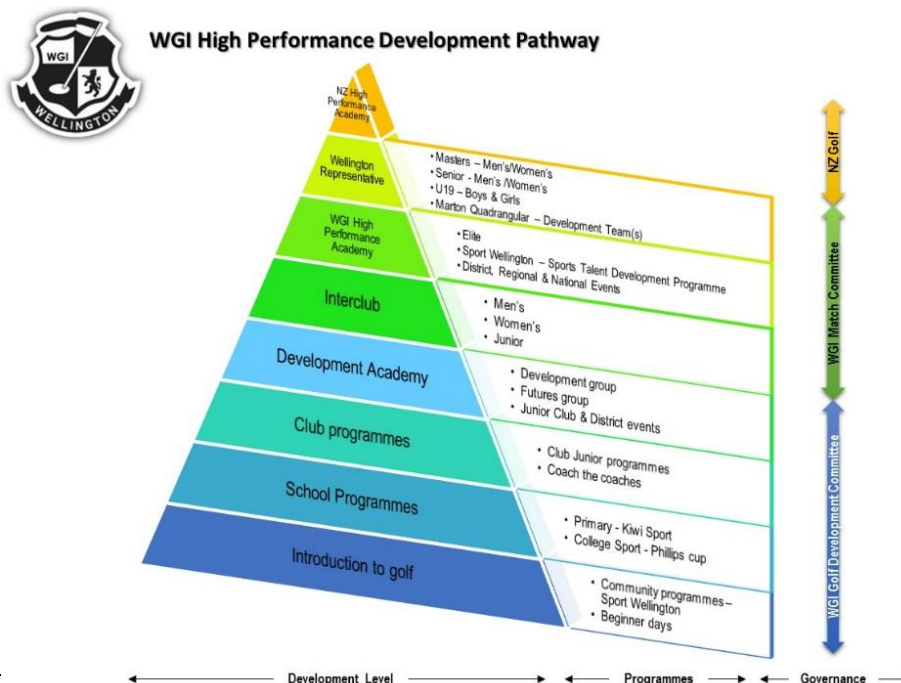 WGI High Performance Development Pathway
WGI
WELLINGTON
NZ High
Performance
Academy
Wellington
Representative
• Masters – Men's/Women's
• Senior - Men's /Women's
• U19 – Boys & Girls
• Marton Quadrangular – Development Team(s)
WGI High
Performance
Academy
• Elite
• Sport Wellington – Sports Talent Development Programme
• District, Regional & National Events
Interclub
• Men's
• Women's
• Junior
Development Academy
• Development group
• Futures group
• Junior Club & District events
Club programmes
• Club Junior programmes
• Coach the coaches
School Programmes
• Primary - Kiwi Sport
• College Sport - Phillips cup
Introduction to golf
• Community programmes –
Sport Wellington
• Beginner days
NZ Golf
WGI Match Committee
WGI Golf Development Committee
Development Level
Programmes
Governance